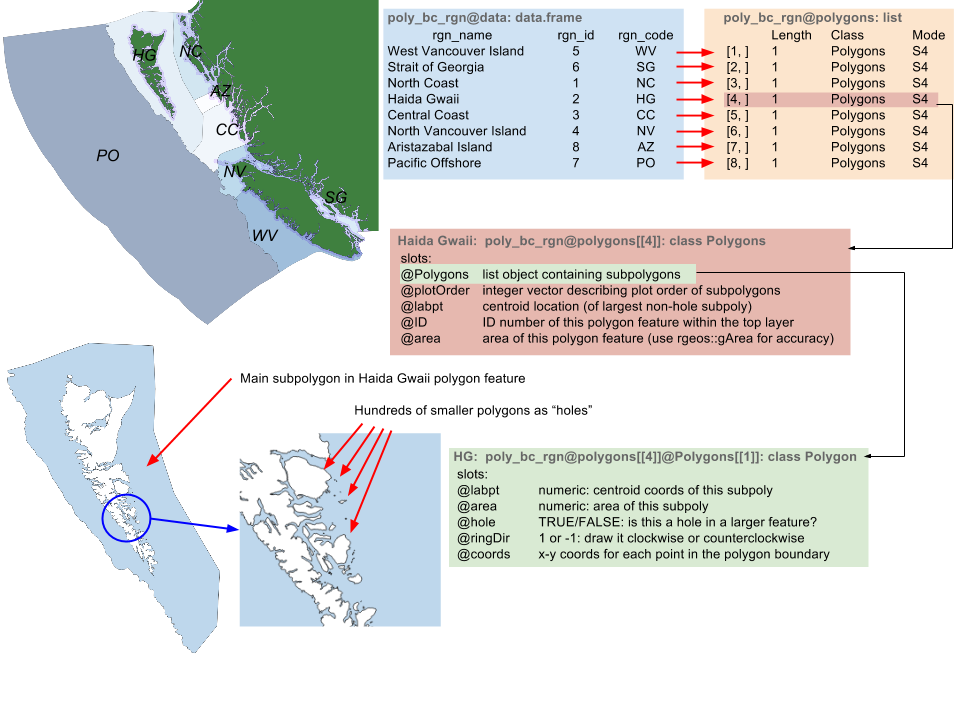 HG
NC
AZ
CC
PO
NV
SG
WV
poly_bc_rgn@data: data.frame
rgn_name rgn_id rgn_code
West Vancouver Island 5 WV
Strait of Georgia 6 SG
North Coast 1 NC
Haida Gwaii 2 HG
Central Coast 3 CC
North Vancouver Island 4 NV
Aristazabal Island 8 AZ
Pacific Offshore 7 PO
poly_bc_rgn@polygons: list
Length Class Mode
[1, ] 1 Polygons S4
[2, ] 1 Polygons S4
[3, ] 1 Polygons S4
[4, ] 1 Polygons S4
[5, ] 1 Polygons S4
[6, ] 1 Polygons S4
[7, ] 1 Polygons S4
[8, ] 1 Polygons S4
Haida Gwaii: poly_bc_rgn@polygons[[4]]: class Polygons
slots:
@Polygons list object containing subpolygons
@plotOrder integer vector describing plot order of subpolygons
@labpt centroid location (of largest non-hole subpoly)
@ID ID number of this polygon feature within the top layer
@area area of this polygon feature (use rgeos::gArea for accuracy)
Main subpolygon in Haida Gwaii polygon feature
Hundreds of smaller polygons as “holes”
HG: poly_bc_rgn@polygons[[4]]@Polygons[[1]]: class Polygon
slots:
@labpt numeric: centroid coords of this subpoly
@area numeric: area of this subpoly
@hole TRUE/FALSE: is this a hole in a larger feature?
@ringDir 1 or -1: draw it clockwise or counterclockwise
@coords x-y coords for each point in the polygon boundary